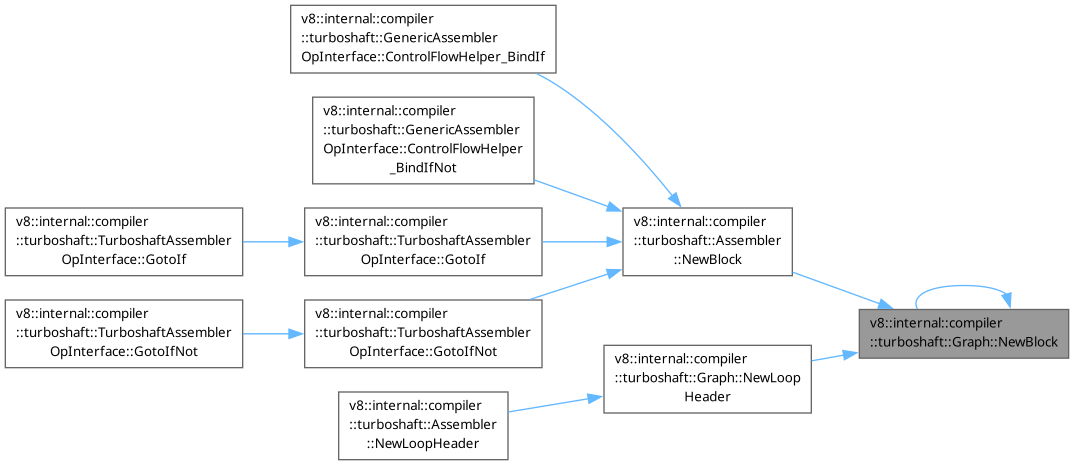 v8::internal::compiler
::turboshaft::GenericAssembler
OpInterface::ControlFlowHelper_BindIf
v8::internal::compiler
::turboshaft::GenericAssembler
OpInterface::ControlFlowHelper
_BindIfNot
v8::internal::compiler
::turboshaft::TurboshaftAssembler
OpInterface::GotoIf
v8::internal::compiler
::turboshaft::TurboshaftAssembler
OpInterface::GotoIf
v8::internal::compiler
::turboshaft::Assembler
::NewBlock
v8::internal::compiler
::turboshaft::TurboshaftAssembler
OpInterface::GotoIfNot
v8::internal::compiler
::turboshaft::TurboshaftAssembler
OpInterface::GotoIfNot
v8::internal::compiler
::turboshaft::Graph::NewBlock
v8::internal::compiler
::turboshaft::Graph::NewLoop
Header
v8::internal::compiler
::turboshaft::Assembler
::NewLoopHeader